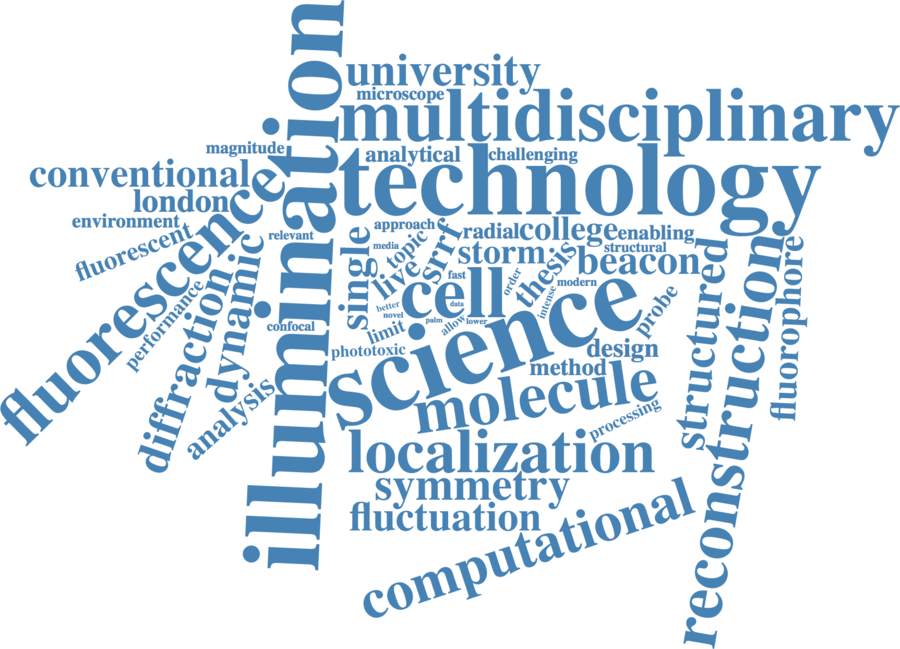 illumination
university
microscope
multidisciplinary
magnitude
analytical
challenging
conventional
technology
london
environment
fluorescence
fluorescent
relevant
approach
radial
college
enabling
media
topic
srrf
single
live
storm
structural
thesis
beacon
fast
order
modern
intense
cell
data
better
novel
palm
allow
lower
performance
diffraction
dynamic
confocal
limit
phototoxic
science
probe
structured
reconstruction
fluorophore
design
method
analysis
molecule
processing
localization
symmetry
fluctuation
computational